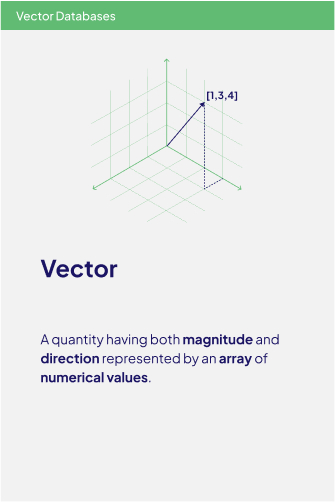 Vector Databases
[1,3,4]
Vector
A quantity having both magnitude and
direction represented by an array of
numerical values.